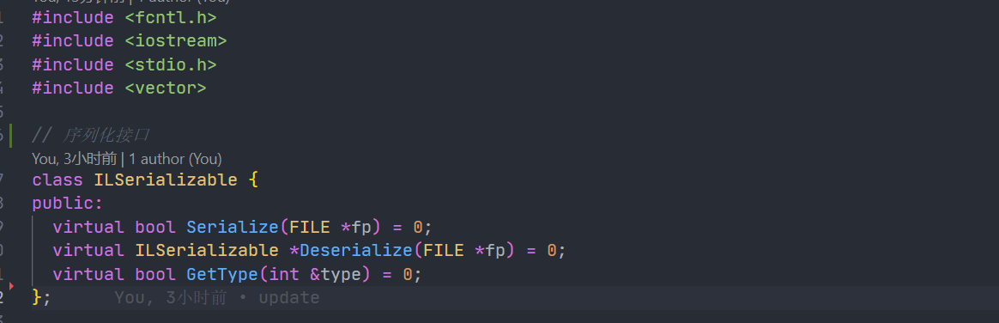 #include <fcntl.h>
#include <iostream>
#include <stdio.h>
#include <vector>
// 序列化接口
You, 3小时前 | 1 author (You)
class ILSerializable {
public:
virtual bool Serialize(FILE *fp) = 0;
virtual ILSerializable *Deserialize(FILE *fp) = 0;
virtual bool GetType(int &type) = 0;
}; You, 3小时前 • update